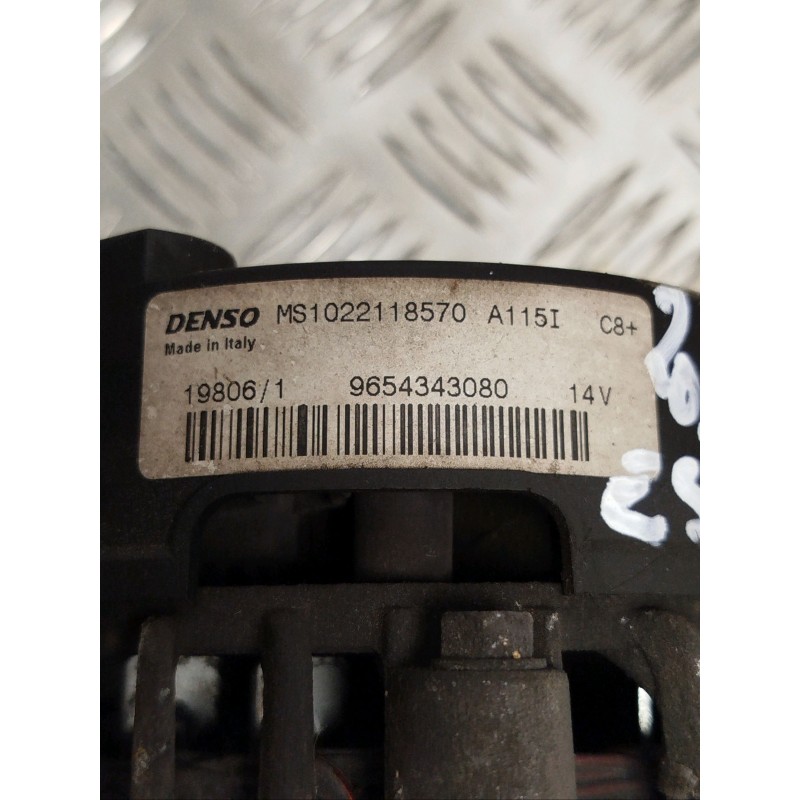 DENSO MS1022118570 A115I C8+
Made in Italy
19806/1 9654343080 14V